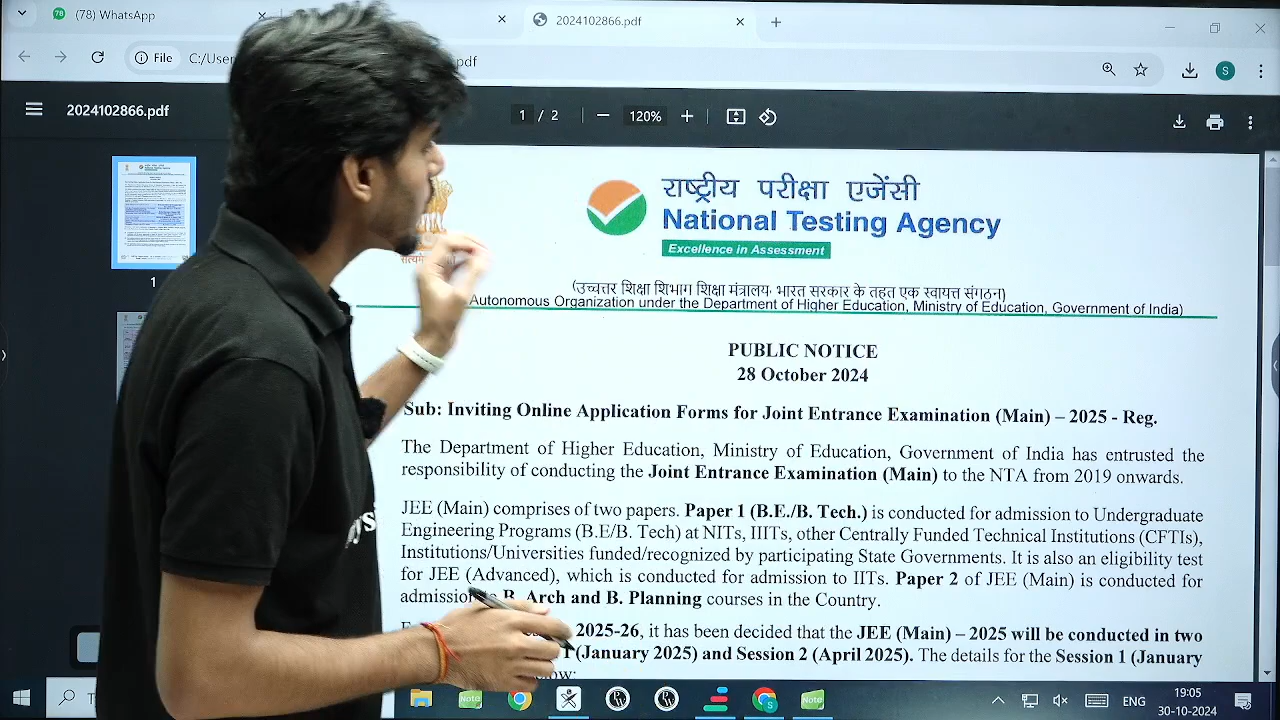 78
(78) WhatsApp
2024102866.pdf
File
C:/User
pdf
S
2024102866.pdf
1 / 2
120%
राष्ट्रीय परीक्षा एजेंसी
National Testing Agency
Excellence in Assessment
(उच्चत्तर शिक्षा शिभाग शिक्षा मंत्रालय, भारत सरकार के तहत एक स्वायत्त संगठन)
Autonomous Organization under the Department of Higher Education, Ministry of Education, Government of India)
1
PUBLIC NOTICE
28 October 2024
Sub: Inviting Online Application Forms for Joint Entrance Examination (Main) – 2025 - Reg.
The Department of Higher Education, Ministry of Education, Government of India has entrusted the
responsibility of conducting the Joint Entrance Examination (Main) to the NTA from 2019 onwards.
JEE (Main) comprises of two papers. Paper 1 (B.E./B. Tech.) is conducted for admission to Undergraduate
Engineering Programs (B.E/B. Tech) at NITs, IIITs, other Centrally Funded Technical Institutions (CFTIs),
Institutions/Universities funded/recognized by participating State Governments. It is also an eligibility test
for JEE (Advanced), which is conducted for admission to IITs. Paper 2 of JEE (Main) is conducted for
admission B. Arch and B. Planning courses in the Country.
2025-26, it has been decided that the JEE (Main) – 2025 will be conducted in two
1 (January 2025) and Session 2 (April 2025). The details for the Session 1 (January
ow:
Note
S
Note
ENG
19:05
30-10-2024